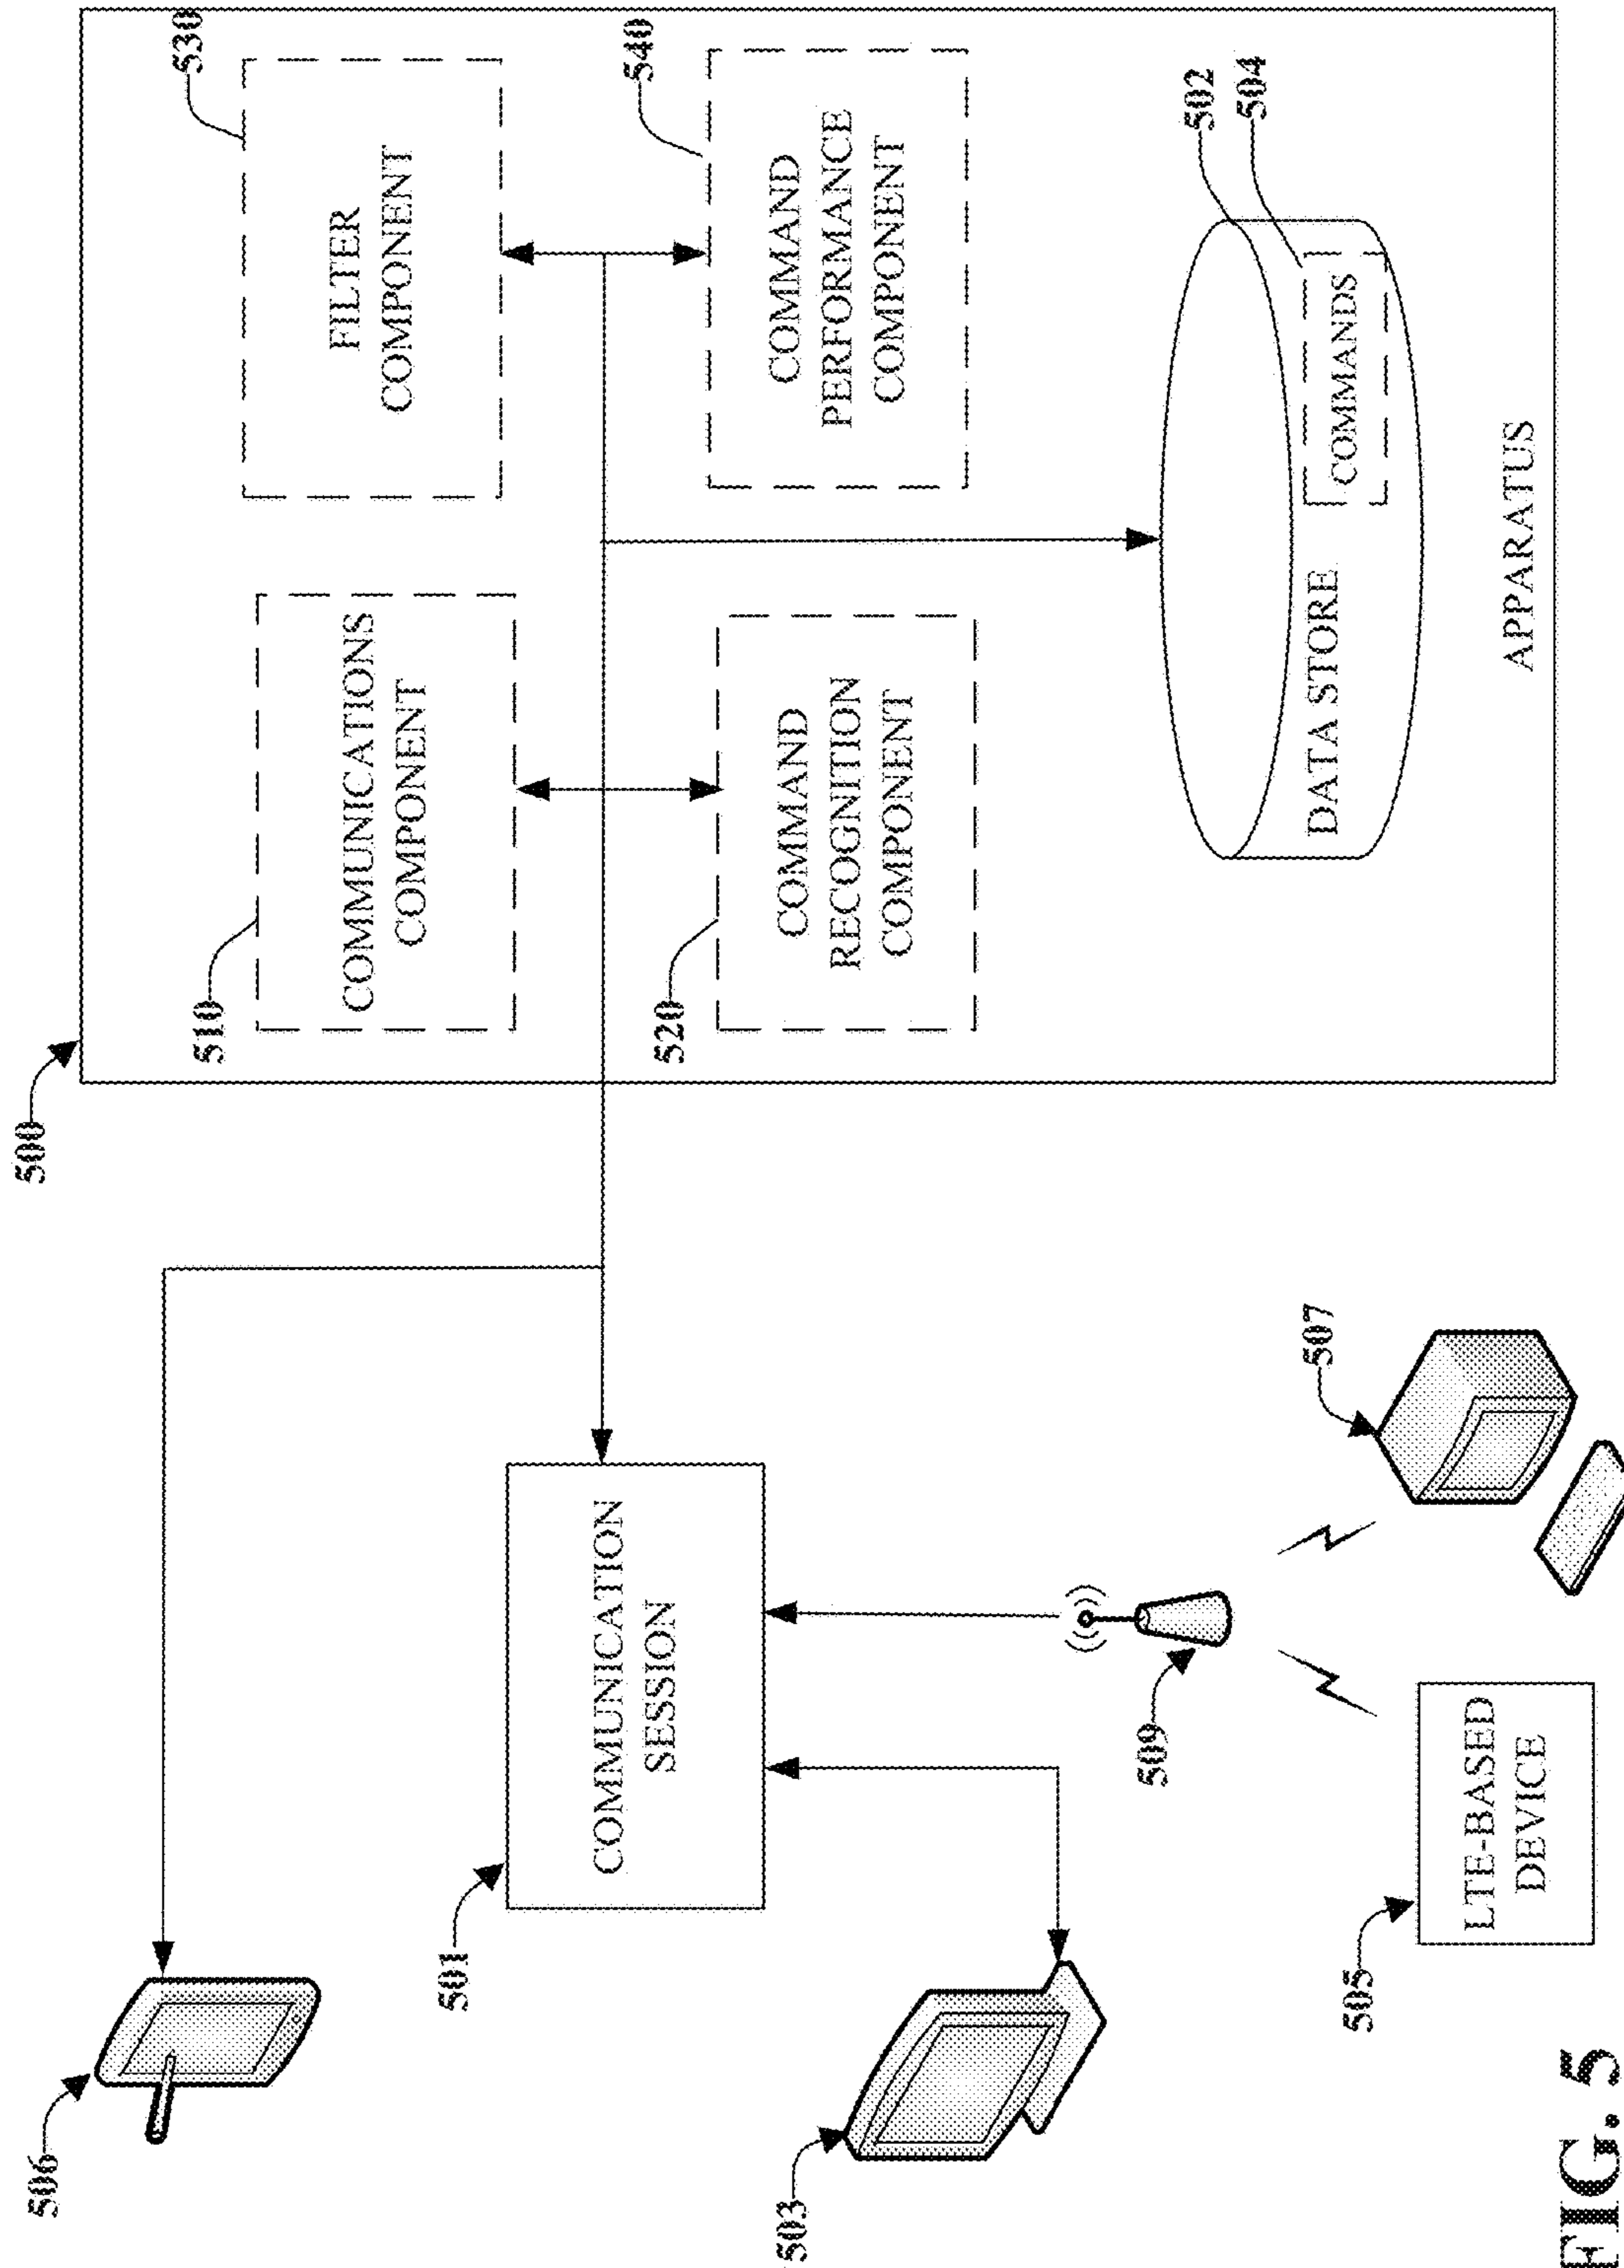 500
506
510
COMMUNICATIONS
COMPONENT
530
FILTER
COMPONENT
501
COMMUNICATION
SESSION
520
COMMAND
RECOGNITION
COMPONENT
540
COMMAND
PERFORMANCE
COMPONENT
503
509
507
505
LTE-BASED
DEVICE
502
504
DATA STORE
COMMANDS
APPARATUS
FIG. 5